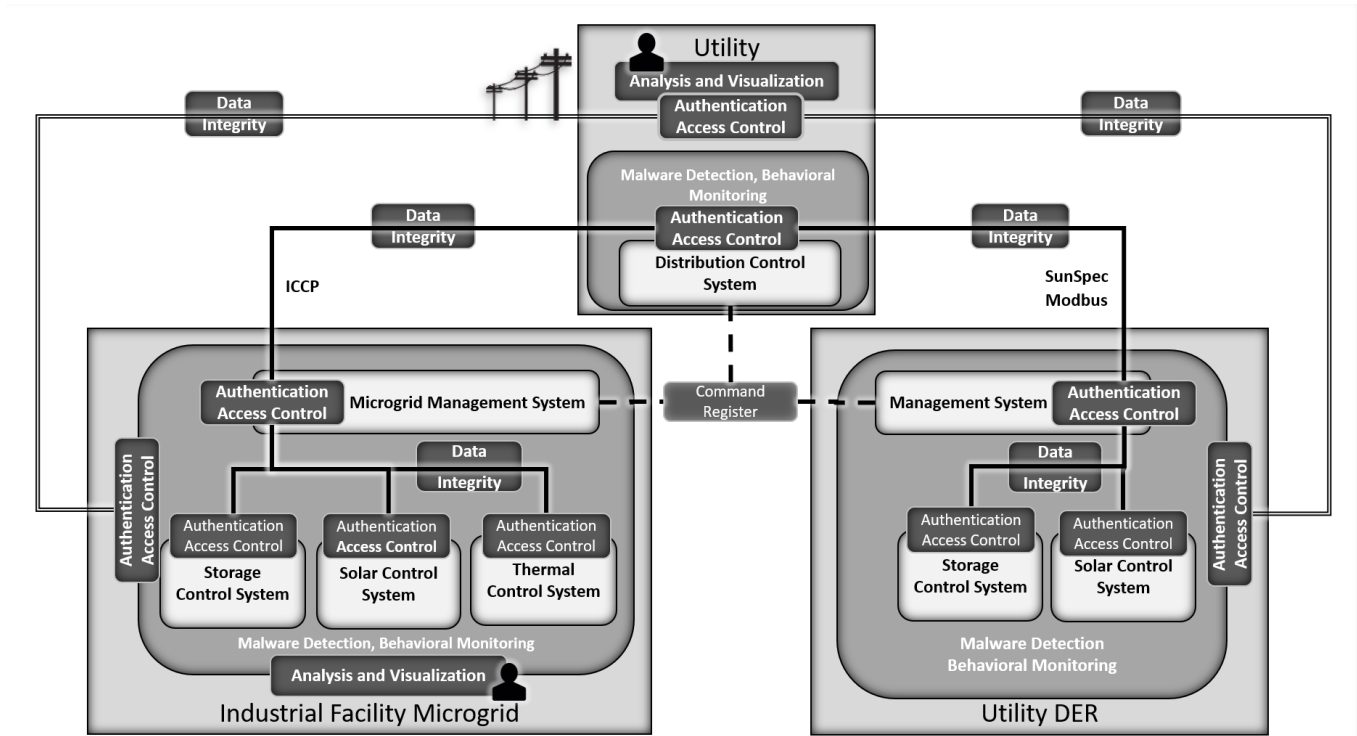 Utility
Analysis and Visualization
Authentication
Access Control
Data
Integrity
Data
Integrity
Malware Detection, Behavioral
Monitoring
Authentication
Access Control
Distribution Control
System
Data
Integrity
Data
Integrity
ICCP
SunSpec
Modbus
Authentication
Access Control
Microgrid Management System
Command
Register
Management System
Authentication
Access Control
Authentication
Access Control
Data
Integrity
Authentication
Access Control
Storage
Control System
Authentication
Access Control
Solar Control
System
Authentication
Access Control
Thermal
Control System
Malware Detection, Behavioral Monitoring
Analysis and Visualization
Industrial Facility Microgrid
Data
Integrity
Authentication
Access Control
Storage
Control System
Authentication
Access Control
Solar Control
System
Authentication
Access Control
Malware Detection
Behavioral Monitoring
Utility DER